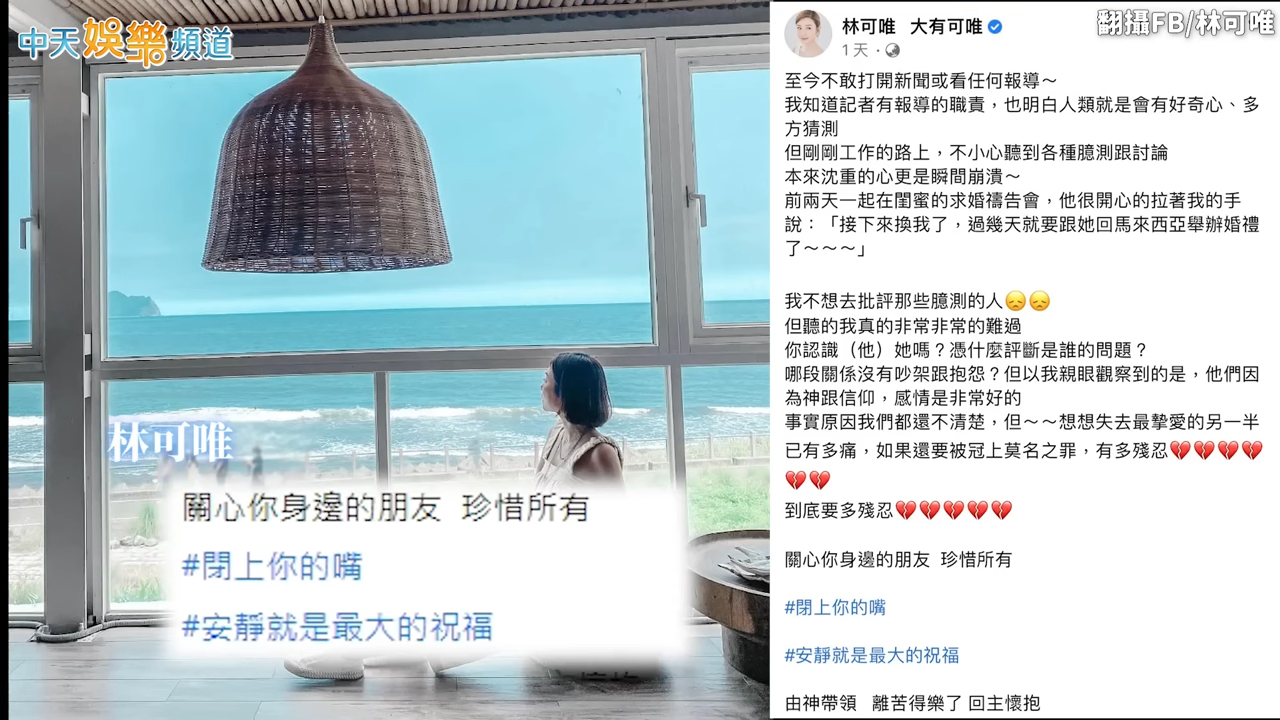 中天娛樂頻道
林可唯
關心你身邊的朋友 珍惜所有
#閉上你的嘴
#安靜就是最大的祝福
翻攝FB/林可唯
林可唯 大有可唯
1天
至今不敢打開新聞或看任何報導～
我知道記者有報導的職責，也明白人類就是會有好奇心、多
方猜測
但剛剛工作的路上，不小心聽到各種臆測跟討論
本來沈重的心更是瞬間崩潰～
前兩天一起在閨蜜的求婚禱告會，他很開心的拉著我的手
說：「接下來換我了，過幾天就要跟她回馬來西亞舉辦婚禮
了～～～」
我不想去批評那些臆測的人😞😞
但聽的我真的非常非常的難過
你認識（他）她嗎？憑什麼評斷是誰的問題？
哪段關係沒有吵架跟抱怨？但以我親眼觀察到的是，他們因
為神跟信仰，感情是非常好的
事實原因我們都還不清楚，但～～想想失去最摯愛的另一半
已有多痛，如果還要被冠上莫名之罪，有多殘忍💔💔💔💔
💔💔
到底要多殘忍💔💔💔💔💔
關心你身邊的朋友 珍惜所有
#閉上你的嘴
#安靜就是最大的祝福
由神帶領 離苦得樂了 回主懷抱